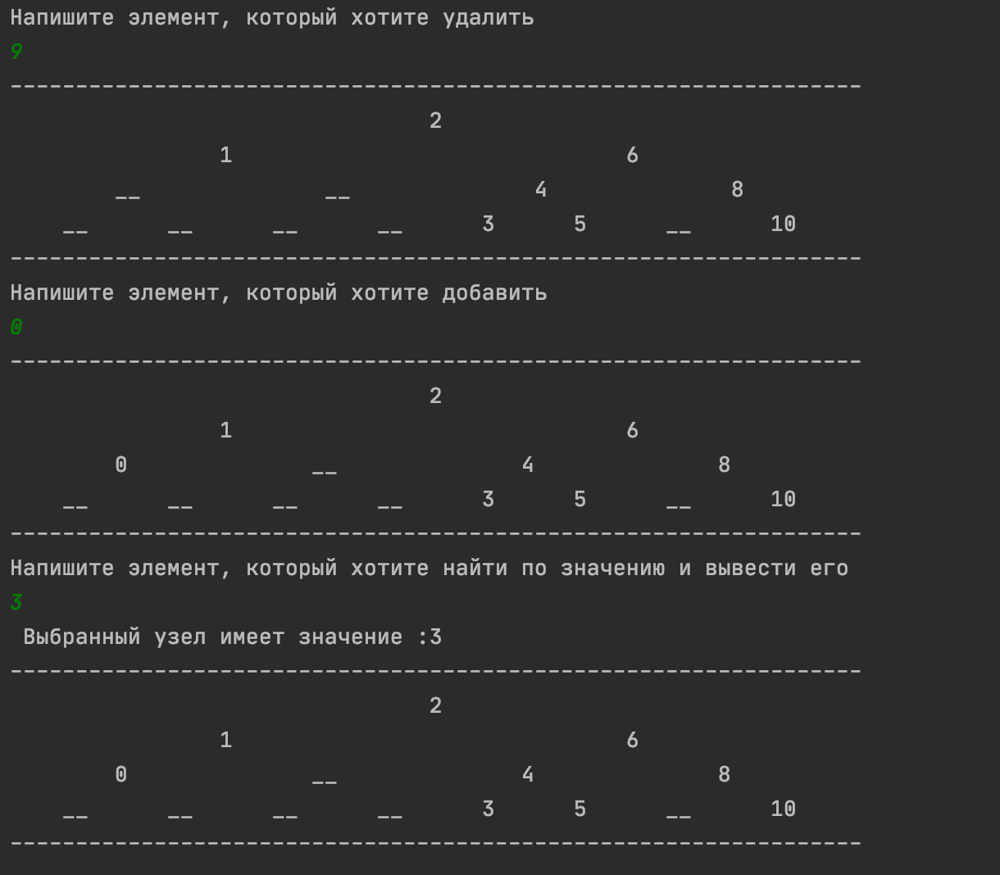 Напишите элемент, который хотите удалить
9
-----------------------------------------------------------------
                                2
                1                              6
        __              __              4              8
    __      __      __      __      3      5      __      10
-----------------------------------------------------------------
Напишите элемент, который хотите добавить
0
-----------------------------------------------------------------
                                2
                1                              6
        0              __              4              8
    __      __      __      __      3      5      __      10
-----------------------------------------------------------------
Напишите элемент, который хотите найти по значению и вывести его
3
 Выбранный узел имеет значение :3
-----------------------------------------------------------------
                                2
                1                              6
        0              __              4              8
    __      __      __      __      3      5      __      10
-----------------------------------------------------------------